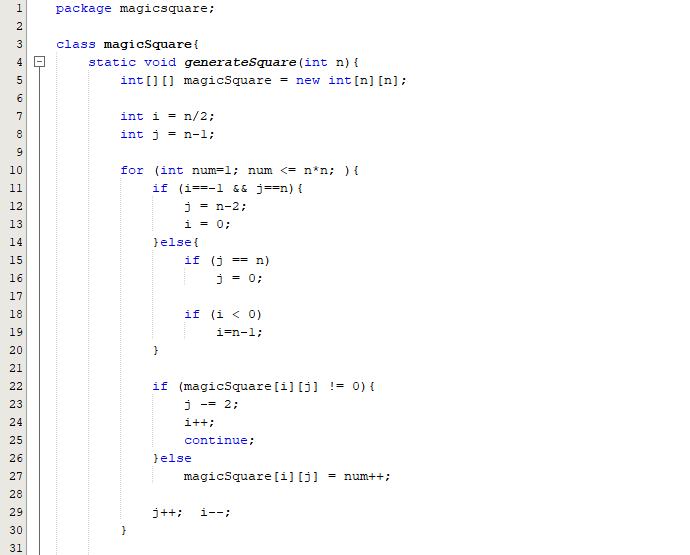 1 package magicsquare;
2
3 class magicSquare{
4 static void generateSquare(int n){
5 int[][] magicSquare = new int[n][n];
6
7 int i = n/2;
8 int j = n-1;
9
10 for (int num=1; num <= n*n; ){
11 if (i==-1 && j==n){
12 j = n-2;
13 i = 0;
14 }else{
15 if (j == n)
16 j = 0;
17
18 if (i < 0)
19 i=n-1;
20 }
21
22 if (magicSquare[i][j] != 0){
23 j -= 2;
24 i++;
25 continue;
26 }else
27 magicSquare[i][j] = num++;
28
29 j++; i--;
30 }
31